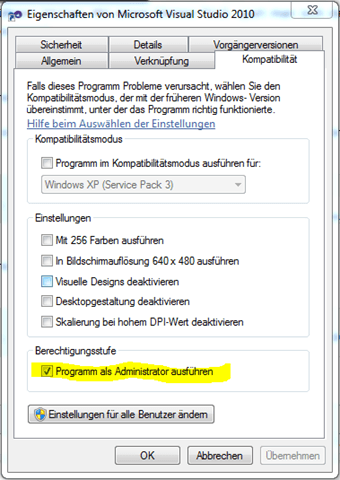 Eigenschaften von Microsoft Visual Studio 2010
Sicherheit Details Vorgängerversionen
Allgemein Verknüpfung Kompatibilität
Falls dieses Programm Probleme verursacht, wählen Sie den
Kompatibilitätsmodus, der mit der früheren Windows- Version
übereinstimmt, unter der das Programm richtig funktionierte.
Hilfe beim Auswählen der Einstellungen
Kompatibilitätsmodus
Programm im Kompatibilitätsmodus ausführen für:
Windows XP (Service Pack 3)
Einstellungen
Mit 256 Farben ausführen
In Bildschirmauflösung 640 x 480 ausführen
Visuelle Designs deaktivieren
Desktopgestaltung deaktivieren
Skalierung bei hohem DPI-Wert deaktivieren
Berechtigungsstufe
Programm als Administrator ausführen
Einstellungen für alle Benutzer ändern
OK Abbrechen Übernehmen